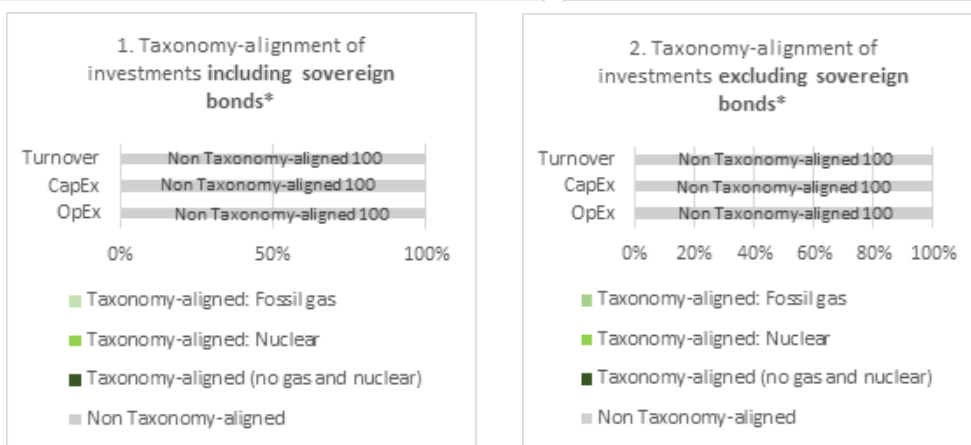 1. Taxonomy-alignment of
investments including sovereign
bonds*
Turnover
Non Taxonomy-aligned 100
CapEx
Non Taxonomy-aligned 100
OpEx
Non Taxonomy-aligned 100
0% 50% 100%
Taxonomy-aligned: Fossil gas
Taxonomy-aligned: Nuclear
Taxonomy-aligned (no gas and nuclear)
Non Taxonomy-aligned
2. Taxonomy-alignment of
investments excluding sovereign
bonds*
Turnover
Non Taxonomy-aligned 100
CapEx
Non Taxonomy-aligned 100
OpEx
Non Taxonomy-aligned 100
0% 20% 40% 60% 80% 100%
Taxonomy-aligned: Fossil gas
Taxonomy-aligned: Nuclear
Taxonomy-aligned (no gas and nuclear)
Non Taxonomy-aligned